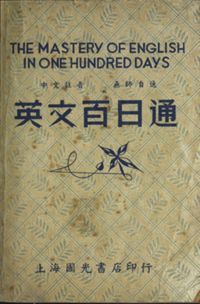 THE MASTERY OF ENGLISH
IN ONE HUNDRED DAYS
中文註音 無師自通
英文百日通
上海國光書店印行